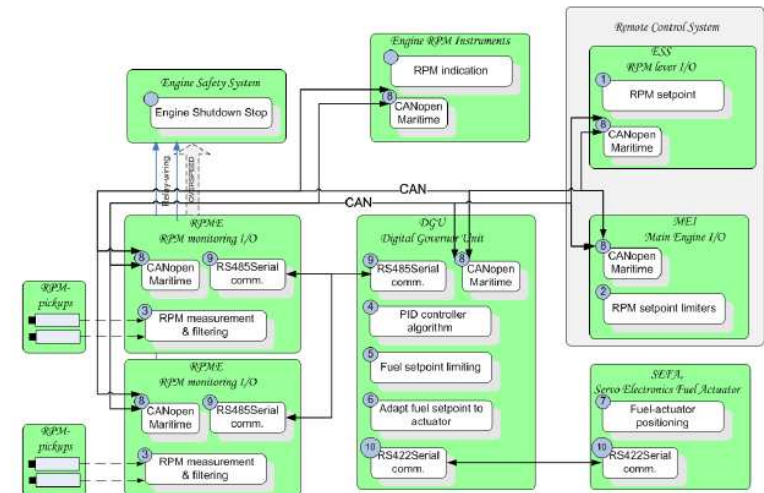 Remote Control System
Engine RPM Instruments
RPM indication
8
CANopen
Maritime
ESS
RPM lever I/O
1
RPM setpoint
8
CANopen
Maritime
Engine Safety System
Engine Shutdown Stop
Relay-wiring
OVERSPEED
CAN
CAN
RPME
RPM monitoring I/O
8
CANopen
Maritime
9
RS485Serial
comm.
3
RPM measurement
& filtering
RPM-
pickups
DGU
Digital Governor Unit
9
RS485Serial
comm.
8
CANopen
Maritime
4
PID controller
algorithm
5
Fuel setpoint limiting
6
Adapt fuel setpoint to
actuator
10
RS422Serial
comm.
MEI
Main Engine I/O
8
CANopen
Maritime
2
RPM setpoint limiters
RPME
RPM monitoring I/O
8
CANopen
Maritime
9
RS485Serial
comm.
3
RPM measurement
& filtering
RPM-
pickups
SEFA,
Servo Electronics Fuel Actuator
7
Fuel-actuator
positioning
10
RS422Serial
comm.